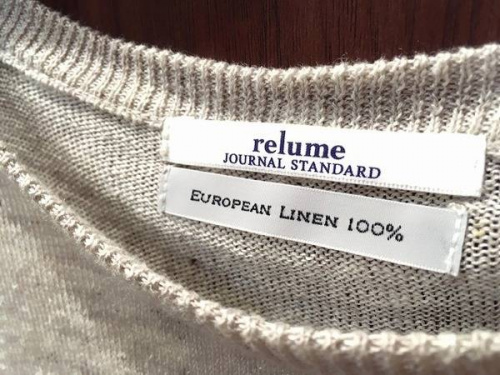 relume
JOURNAL STANDARD
EUROPEAN LINEN 100%